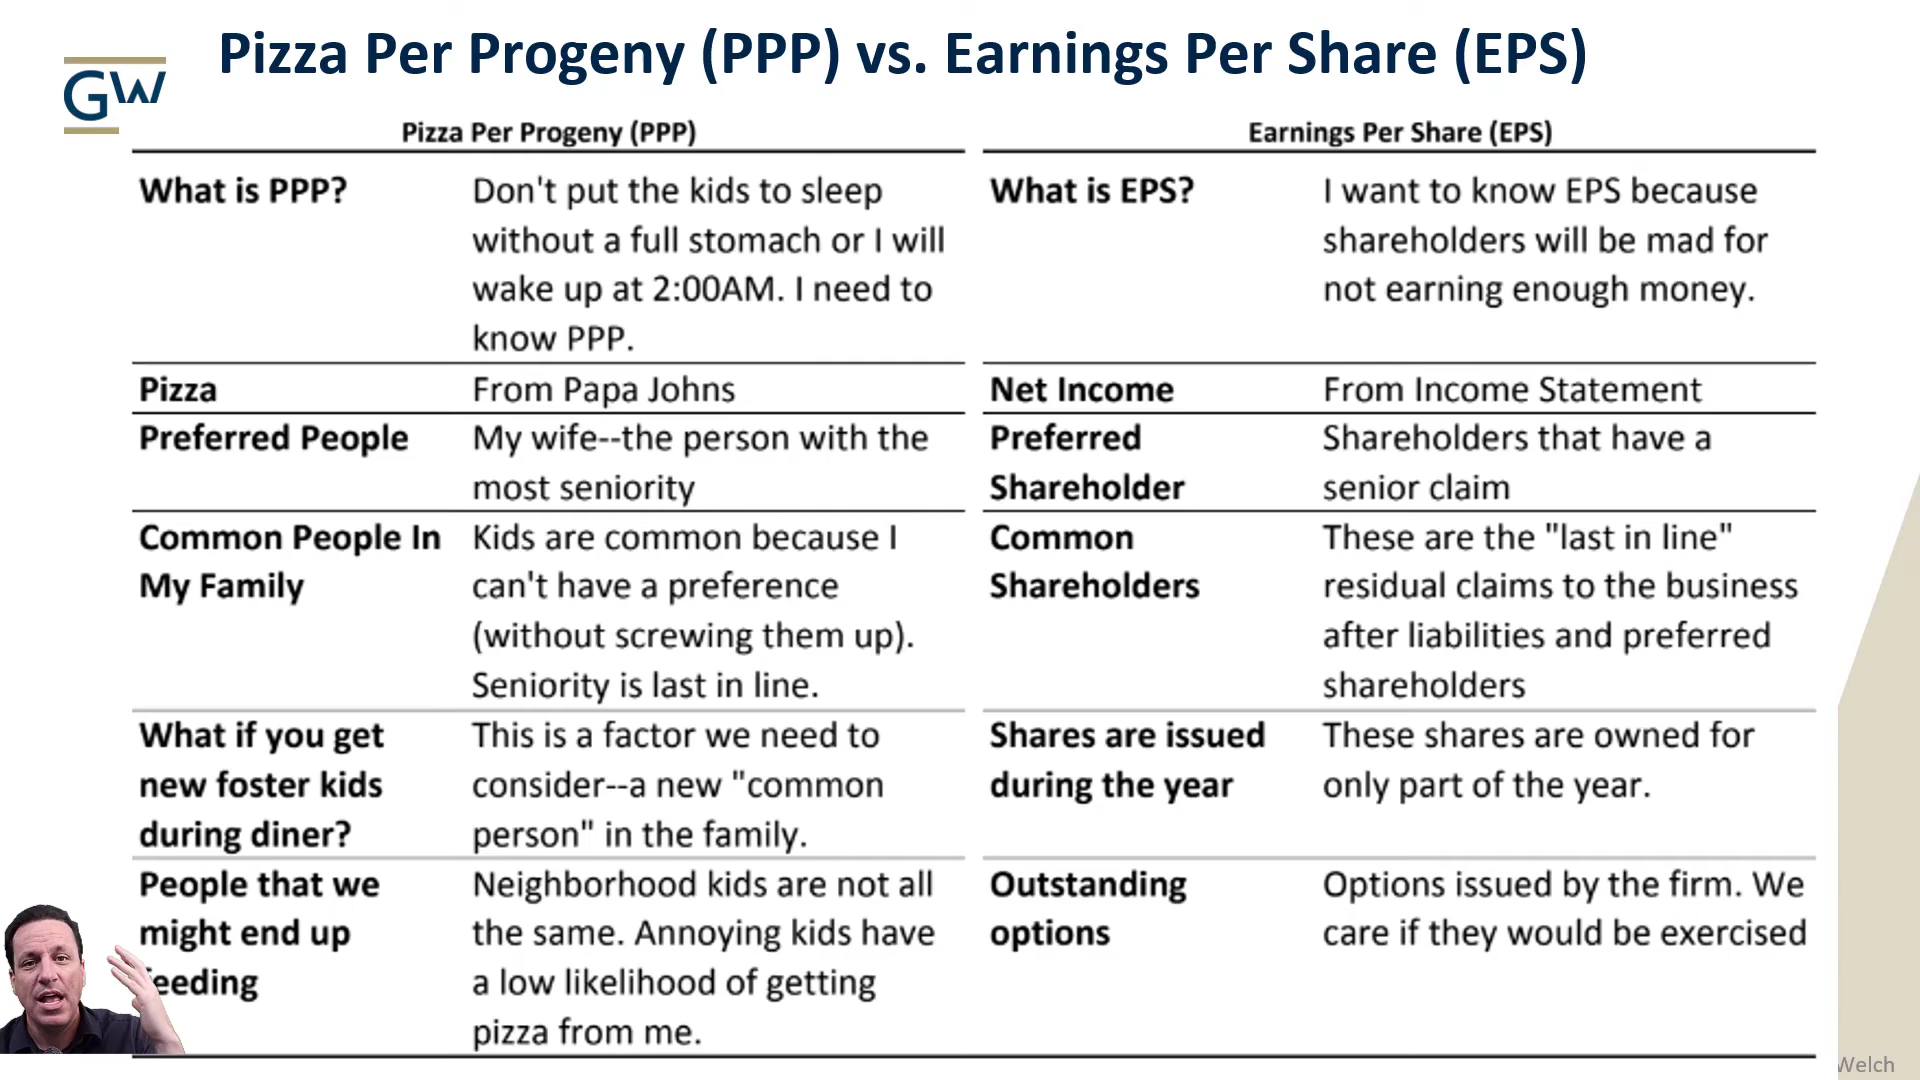 Pizza Per Progeny (PPP) vs. Earnings Per Share (EPS)
GW
Pizza Per Progeny (PPP)
What is PPP?
Don't put the kids to sleep
without a full stomach or I will
wake up at 2:00AM. I need to
know PPP.
Pizza
From Papa Johns
Preferred People
My wife--the person with the
most seniority
Common People In
My Family
Kids are common because I
can't have a preference
(without screwing them up).
Seniority is last in line.
What if you get
new foster kids
during diner?
This is a factor we need to
consider--a new "common
person" in the family.
People that we
might end up
eeding
Neighborhood kids are not all
the same. Annoying kids have
a low likelihood of getting
pizza from me.
Earnings Per Share (EPS)
What is EPS?
I want to know EPS because
shareholders will be mad for
not earning enough money.
Net Income
From Income Statement
Preferred
Shareholder
Shareholders that have a
senior claim
Common
Shareholders
These are the "last in line"
residual claims to the business
after liabilities and preferred
shareholders
Shares are issued
during the year
These shares are owned for
only part of the year.
Outstanding
options
Options issued by the firm. We
care if they would be exercised
Welch